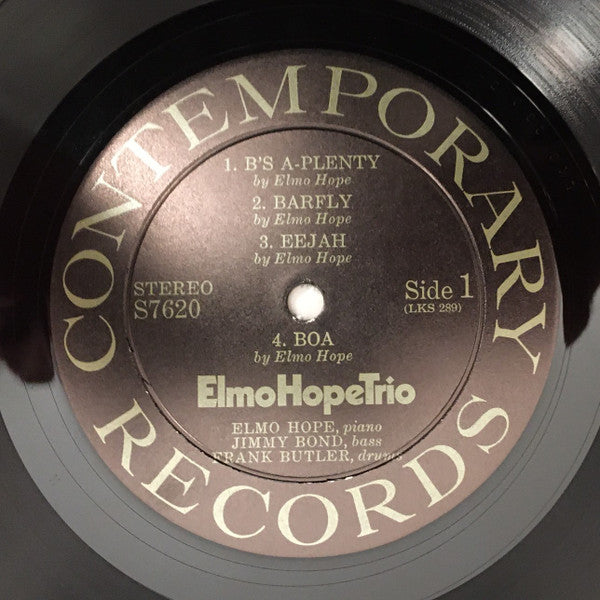 CONTEMPORARY
1. B'S A-PLENTY
by Elmo Hope
2. BARFLY
by Elmo Hope
3. EEJAH
by Elmo Hope
STEREO
S7620
Side 1
(LKS 289)
4. BOA
by Elmo Hope
ElmoHopeTrio
ELMO HOPE, piano
JIMMY BOND, bass
FRANK BUTLER, drums
RECORDS